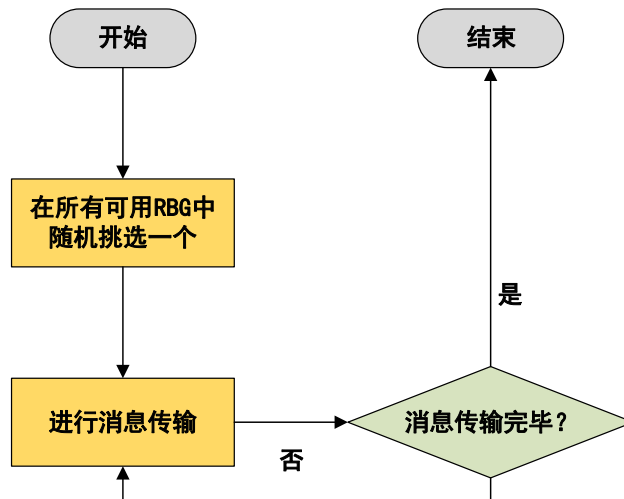 开始
结束
在所有可用RBG中
随机挑选一个
是
进行消息传输
消息传输完毕？
否